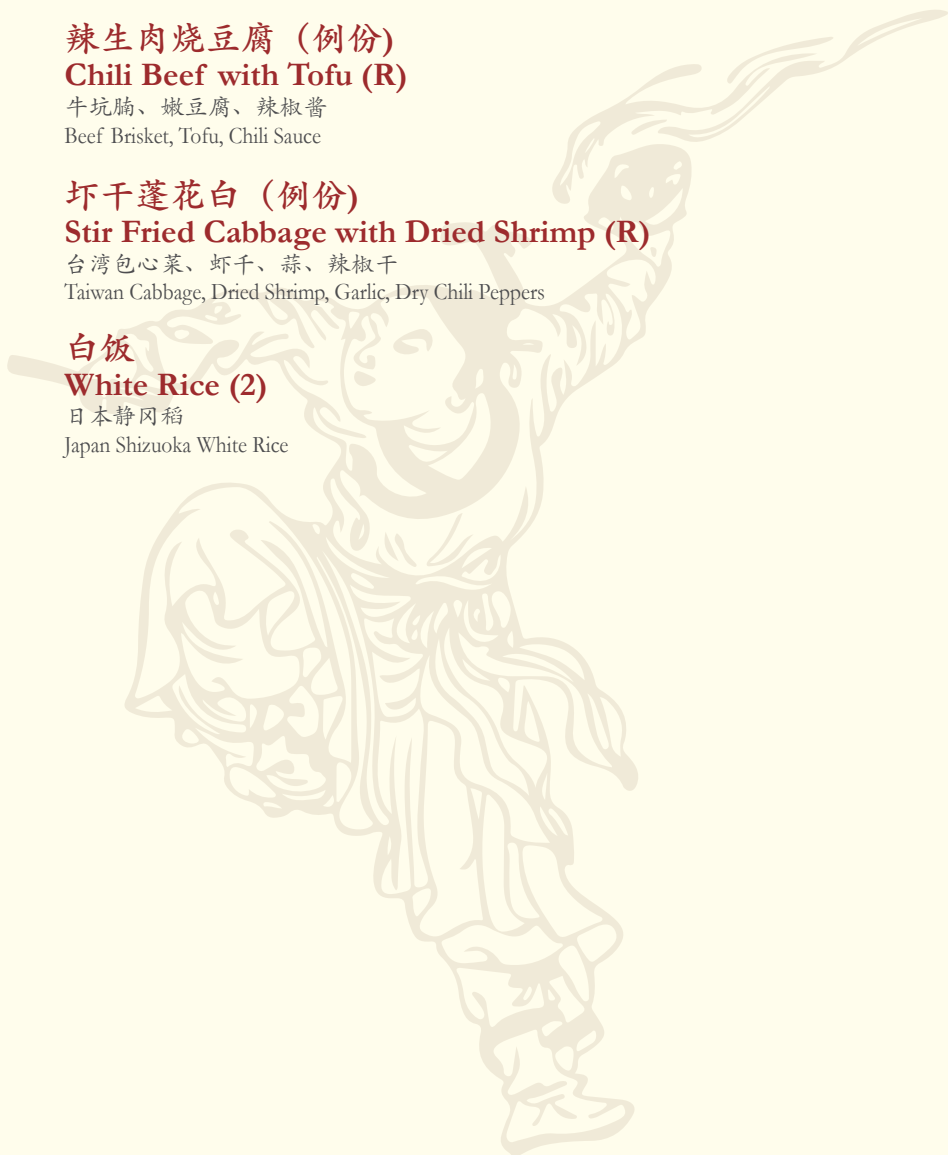 辣生肉烧豆腐（例份)
Chili Beef with Tofu (R)
牛坑腩、嫩豆腐、辣椒酱
Beef Brisket, Tofu, Chili Sauce
圷干蓬花白（例份)
Stir Fried Cabbage with Dried Shrimp (R)
台湾包心菜、虾干、蒜、辣椒干
Taiwan Cabbage, Dried Shrimp, Garlic, Dry Chili Peppers
白饭
White Rice (2)
日本静冈稻
Japan Shizuoka White Rice